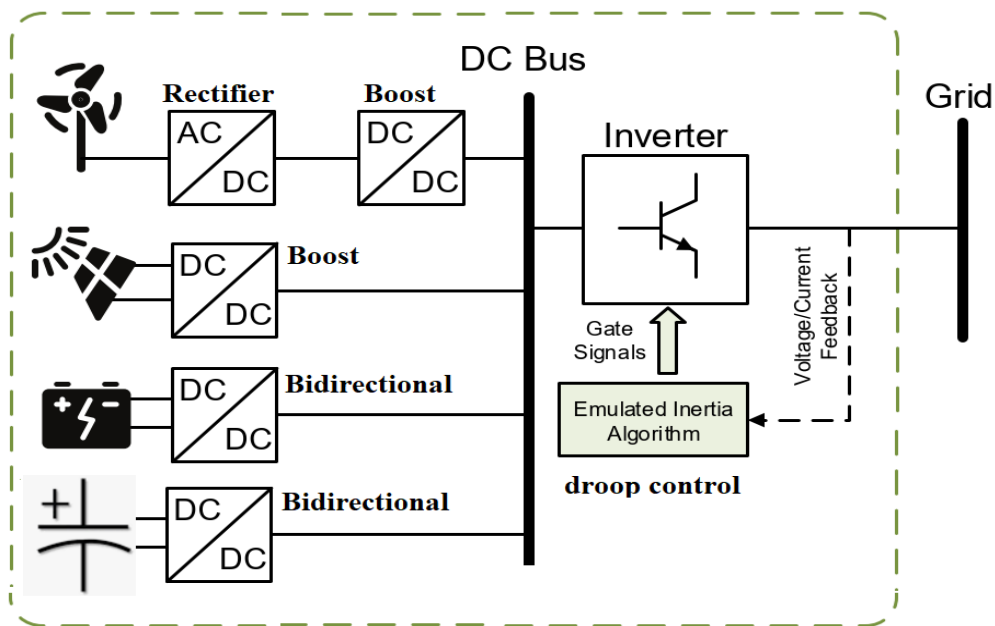 DC Bus
Grid
Rectifier
Boost
AC
DC
DC
DC
Inverter
Boost
DC
DC
Gate
Signals
Voltage/Current
Feedback
Bidirectional
DC
DC
+ -
Emulated Inertia
Algorithm
droop control
Bidirectional
+
DC
DC